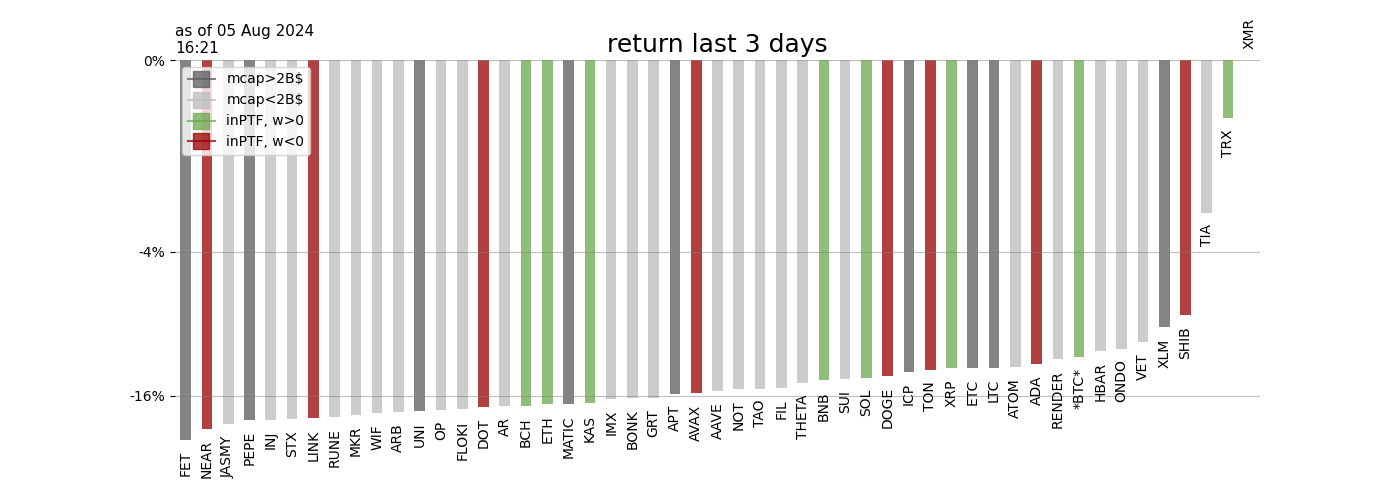 as of 05 Aug 2024
16:21
return last 3 days
0%
-4%
-16%
mcap>2B$
mcap<2B$
inPTF, w>0
inPTF, w<0
FET
NEAR
JASMY
PEPE
INJ
STX
LINK
RUNE
MKR
WIF
ARB
UNI
OP
FLOKI
DOT
AR
BCH
ETH
MATIC
KAS
IMX
BONK
GRT
APT
AVAX
AAVE
NOT
TAO
FIL
THETA
BNB
SUI
SOL
DOGE
ICP
TON
XRP
ETC
LTC
ATOM
ADA
RENDER
*BTC*
HBAR
ONDO
VET
XLM
SHIB
TIA
TRX
XMR